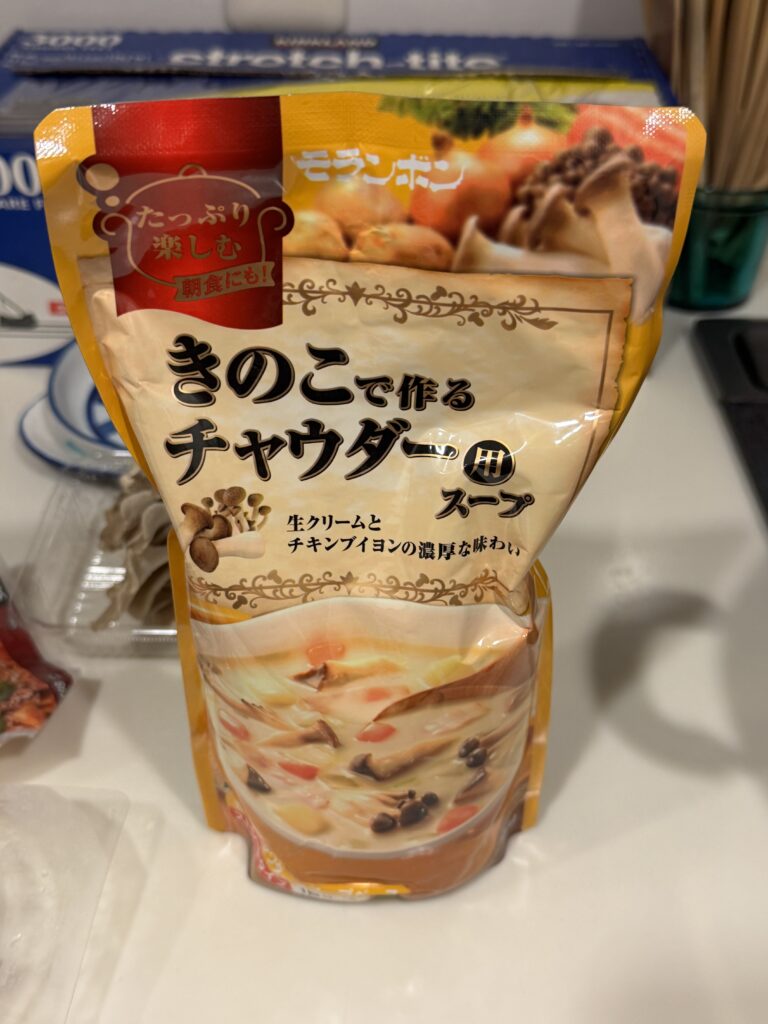 3000
KIRKLAND
stretch-tite
モランボン
たっぷり
楽しむ
朝食にも!
きのこで作る
チャウダー用
スープ
生クリームと
チキンブイヨンの濃厚な味わい